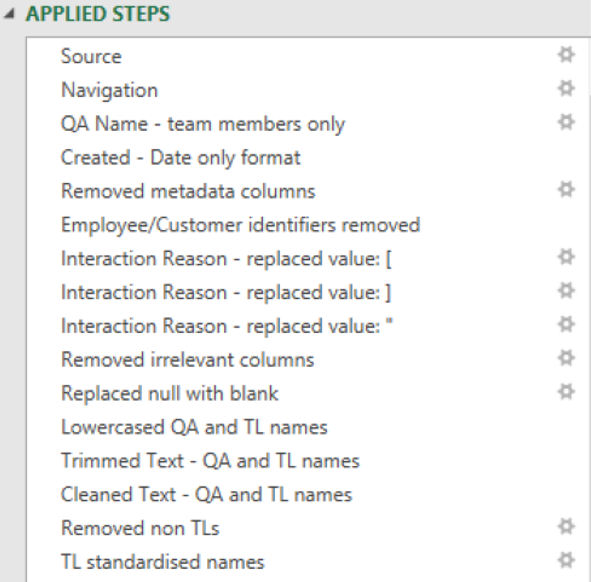 APPLIED STEPS
Source
Navigation
QA Name - team members only
Created - Date only format
Removed metadata columns
Employee/Customer identifiers removed
Interaction Reason - replaced value: [
Interaction Reason - replaced value: ]
Interaction Reason - replaced value: "
Removed irrelevant columns
Replaced null with blank
Lowercased QA and TL names
Trimmed Text - QA and TL names
Cleaned Text - QA and TL names
Removed non TLs
TL standardised names